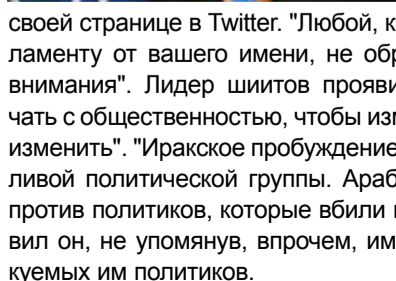 своей странице в Twitter. "Любой, к
ламенту от вашего имени, не обр
внимания". Лидер шиитов прояви
чать с общественностью, чтобы изм
изменить". "Иракское пробуждение
ливой политической группы. Араб
против политиков, которые вбили
вил он, не упомянув, впрочем, им
куемых им политиков.